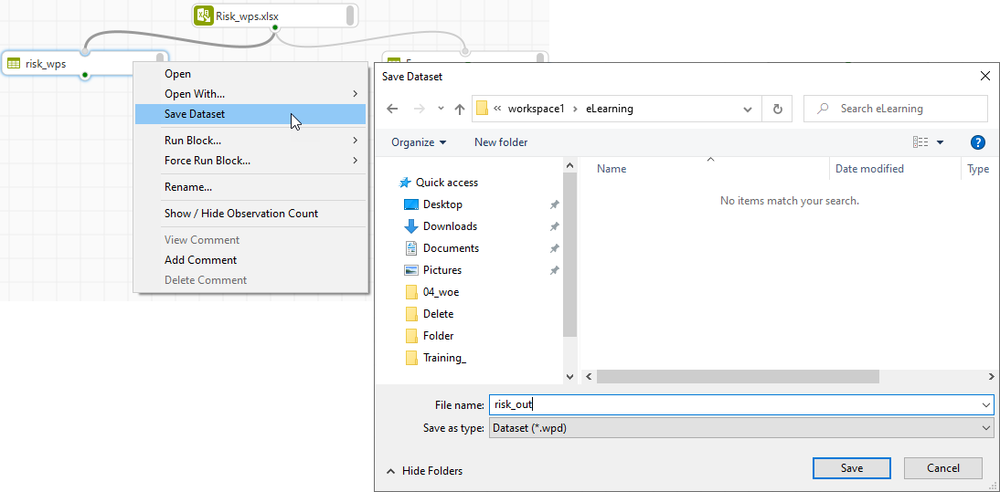 Risk_wps.xlsx
risk_wps
Open
Open With...
Save Dataset
Run Block...
Force Run Block...
Rename...
Show / Hide Observation Count
View Comment
Add Comment
Delete Comment
Save Dataset
workspace1
eLearning
Search eLearning
Organize
New folder
Quick access
Desktop
Downloads
Documents
Pictures
04_woe
Delete
Folder
Training_
Name
Date modified
Type
No items match your search.
File name:
risk_out
Save as type:
Dataset (*.wpd)
Hide Folders
Save
Cancel